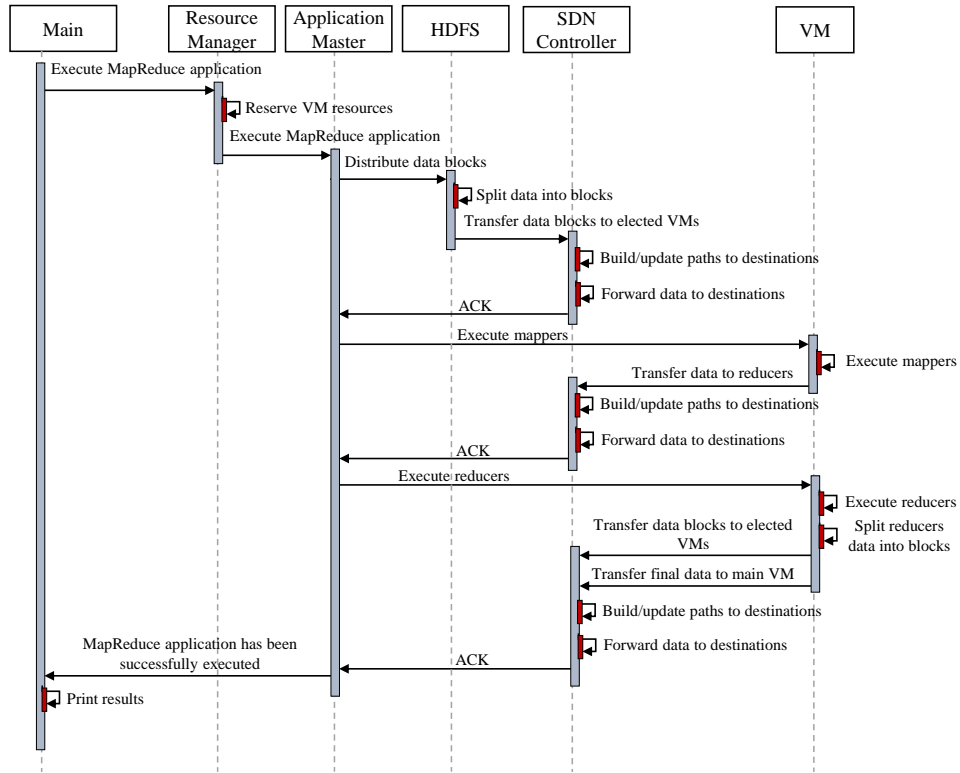 Main
Resource
Manager
Application
Master
HDFS
SDN
Controller
VM
Execute MapReduce application
Reserve VM resources
Execute MapReduce application
Distribute data blocks
Split data into blocks
Transfer data blocks to elected VMs
Build/update paths to destinations
Forward data to destinations
ACK
Execute mappers
Execute mappers
Transfer data to reducers
Build/update paths to destinations
Forward data to destinations
ACK
Execute reducers
Execute reducers
Split reducers
data into blocks
Transfer data blocks to elected
VMs
Transfer final data to main VM
Build/update paths to destinations
Forward data to destinations
ACK
MapReduce application has been
successfully executed
Print results